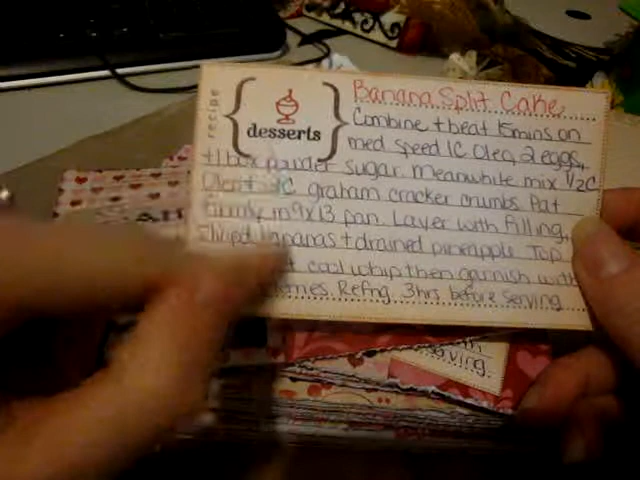 recipe
desserts
Banana Split Cake
Combine + beat 15mins on
med speed 1C Oleo, 2 eggs,
+ 1 box powder sugar. Meanwhile mix 1/2C
Oleo + graham cracker crumbs. Pat
firmly in 9x13 pan. Layer with filling,
Sliced bananas + drained pineapple. Top
cool whip then garnish with
Refrig. 3hrs. before serving